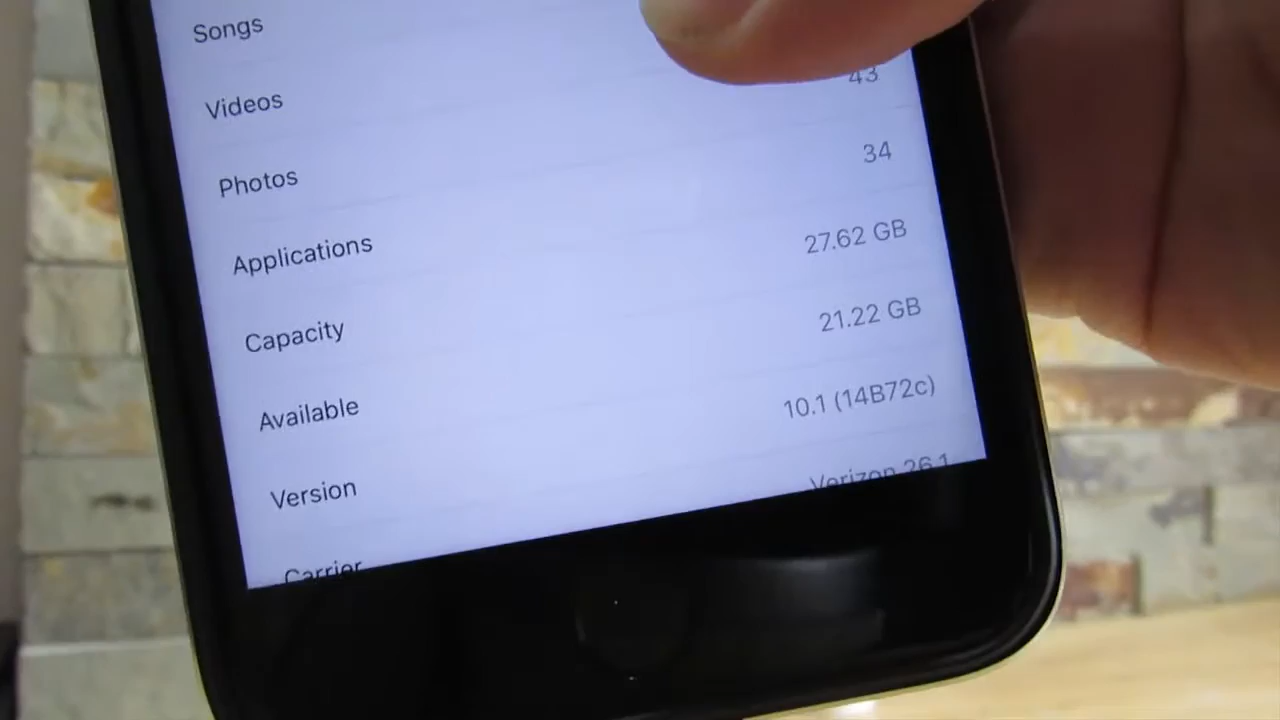 Songs
Videos
Photos 43
Applications 34
Capacity 27.62 GB
Available 21.22 GB
Version 10.1 (14B72c)
Carrier Verizon 26.1